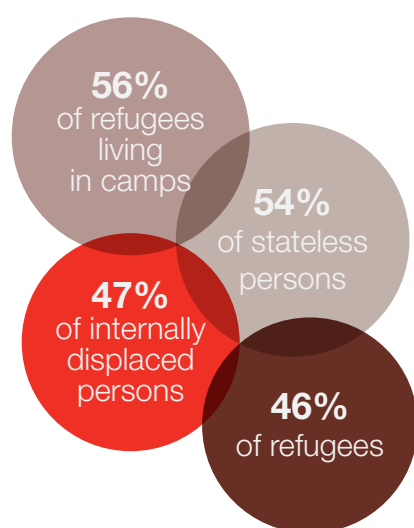 56%
of refugees
living
in camps
54%
of stateless
persons
47%
of internally
displaced
persons
46%
of refugees